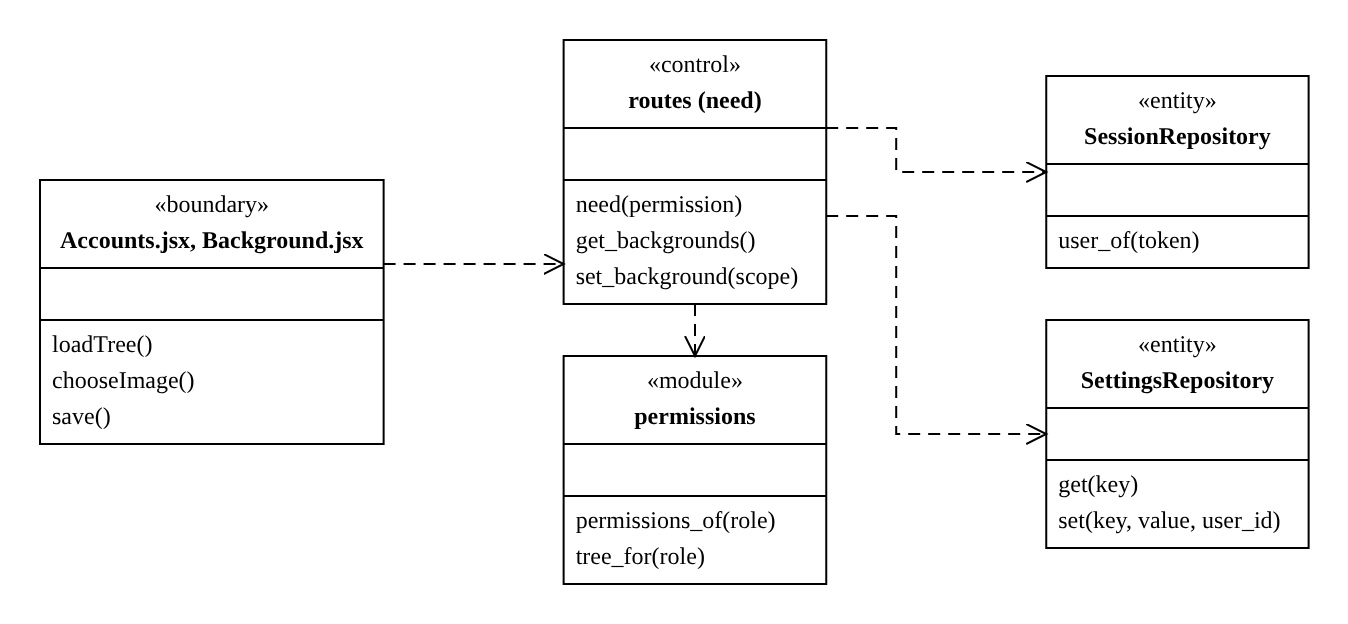 «boundary»
Accounts.jsx, Background.jsx
loadTree()
chooseImage()
save()
«control»
routes (need)
need(permission)
get_backgrounds()
set_background(scope)
«module»
permissions
permissions_of(role)
tree_for(role)
«entity»
SessionRepository
user_of(token)
«entity»
SettingsRepository
get(key)
set(key, value, user_id)